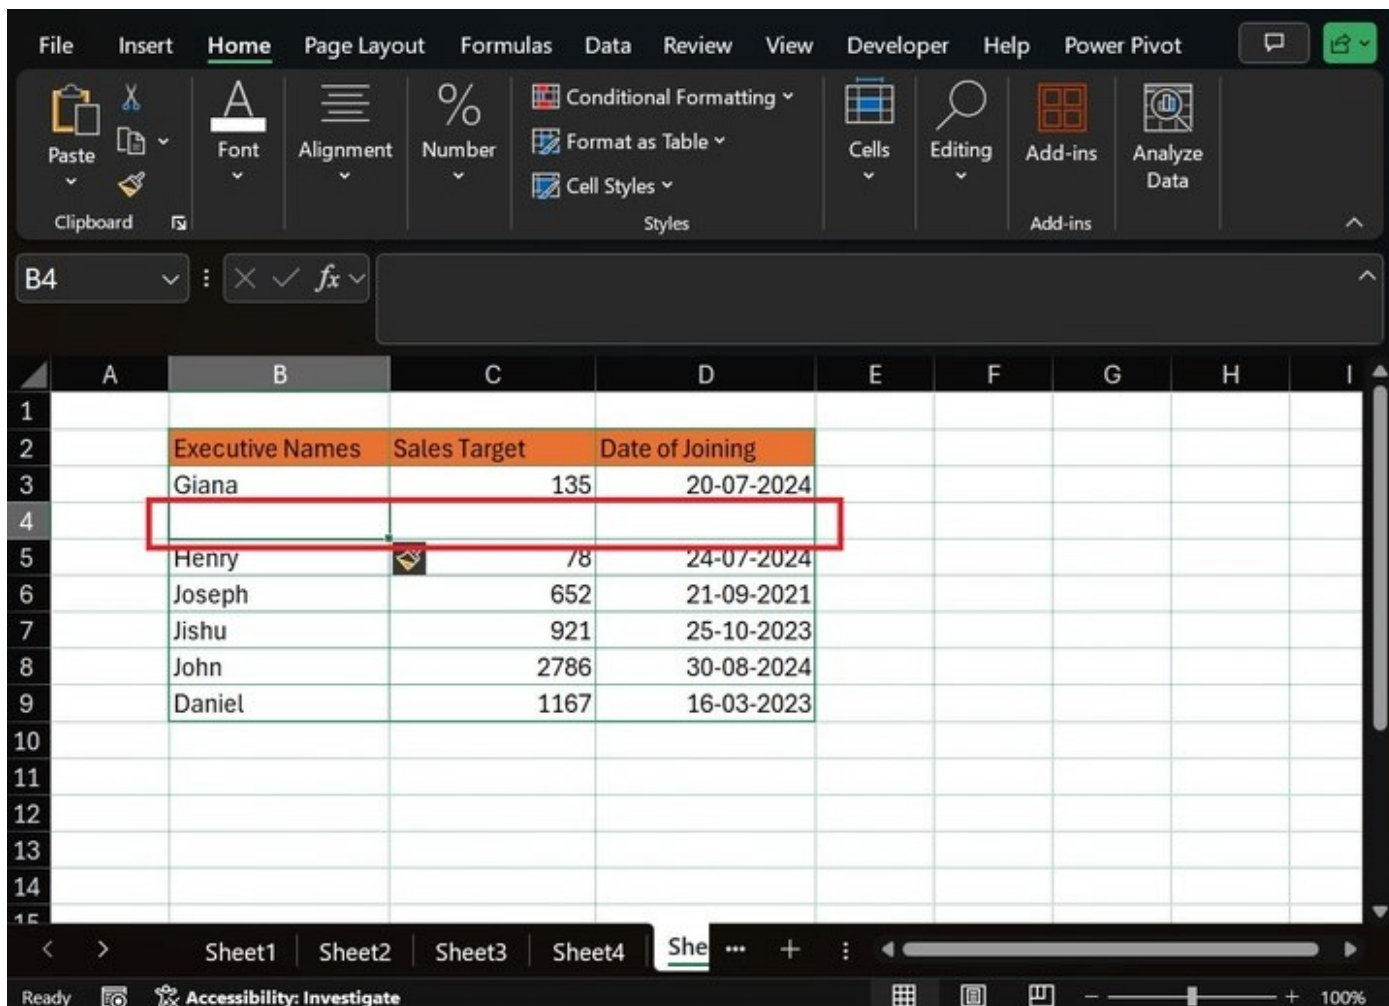 File Insert Home Page Layout Formulas Data Review View Developer Help Power Pivot
Paste
Font
Alignment
Number
Conditional Formatting
Format as Table
Cell Styles
Cells
Editing
Add-ins
Analyze
Data
Clipboard
Styles
Add-ins
B4
fx
A B C D E F G H I
1
2 Executive Names Sales Target Date of Joining
3 Giana 135 20-07-2024
4
5 Henry 78 24-07-2024
6 Joseph 652 21-09-2021
7 Jishu 921 25-10-2023
8 John 2786 30-08-2024
9 Daniel 1167 16-03-2023
10
11
12
13
14
15
Sheet1 Sheet2 Sheet3 Sheet4 She ... +
Ready Accessibility: Investigate - + 100%